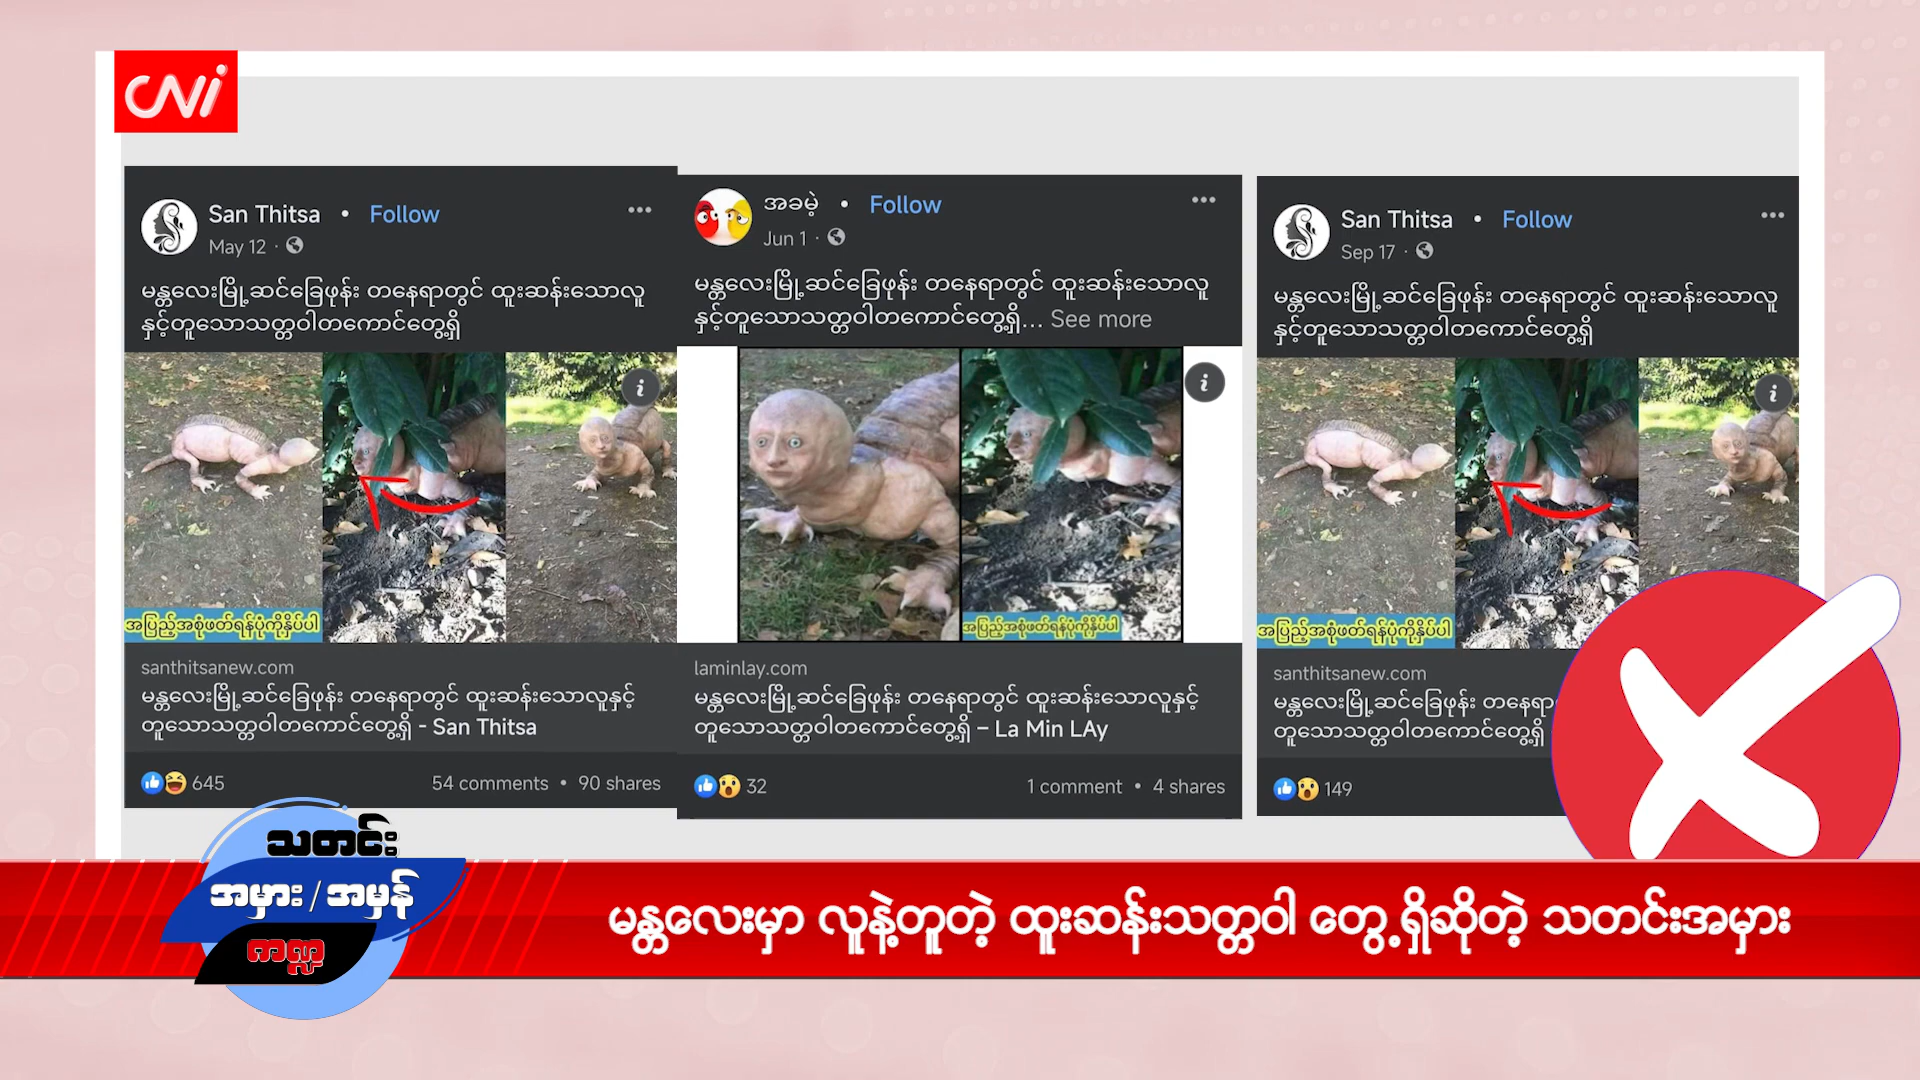 CNI
San Thitsa • Follow
May 12 ·
မန္တလေးမြို့ဆင်ခြေဖုန်း တနေရာတွင် ထူးဆန်းသောလူ
နှင့်တူသောသတ္တဝါတကောင်တွေ့ရှိ
အပြည့်အစုံဖတ်ရန်ပုံကိုနှိပ်ပါ
santhitsanew.com
မန္တလေးမြို့ဆင်ခြေဖုန်း တနေရာတွင် ထူးဆန်းသောလူနှင့်
တူသောသတ္တဝါတကောင်တွေ့ရှိ - San Thitsa
645
54 comments • 90 shares
အခမဲ့ • Follow
Jun 1 ·
မန္တလေးမြို့ဆင်ခြေဖုန်း တနေရာတွင် ထူးဆန်းသောလူ
နှင့်တူသောသတ္တဝါတကောင်တွေ့ရှိ... See more
အပြည့်အစုံဖတ်ရန်ပုံကိုနှိပ်ပါ
laminlay.com
မန္တလေးမြို့ဆင်ခြေဖုန်း တနေရာတွင် ထူးဆန်းသောလူနှင့်
တူသောသတ္တဝါတကောင်တွေ့ရှိ – La Min LAy
32
1 comment • 4 shares
San Thitsa • Follow
Sep 17 ·
မန္တလေးမြို့ဆင်ခြေဖုန်း တနေရာတွင် ထူးဆန်းသောလူ
နှင့်တူသောသတ္တဝါတကောင်တွေ့ရှိ
အပြည့်အစုံဖတ်ရန်ပုံကိုနှိပ်ပါ
santhitsanew.com
မန္တလေးမြို့ဆင်ခြေဖုန်း တနေရာ
တူသောသတ္တဝါတကောင်တွေ့ရှိ
149
သတင်း
အမှား/အမှန်
ကဏ္ဍ
မန္တလေးမှာ လူနဲ့တူတဲ့ ထူးဆန်းသတ္တဝါ တွေ့ရှိဆိုတဲ့ သတင်းအမှား